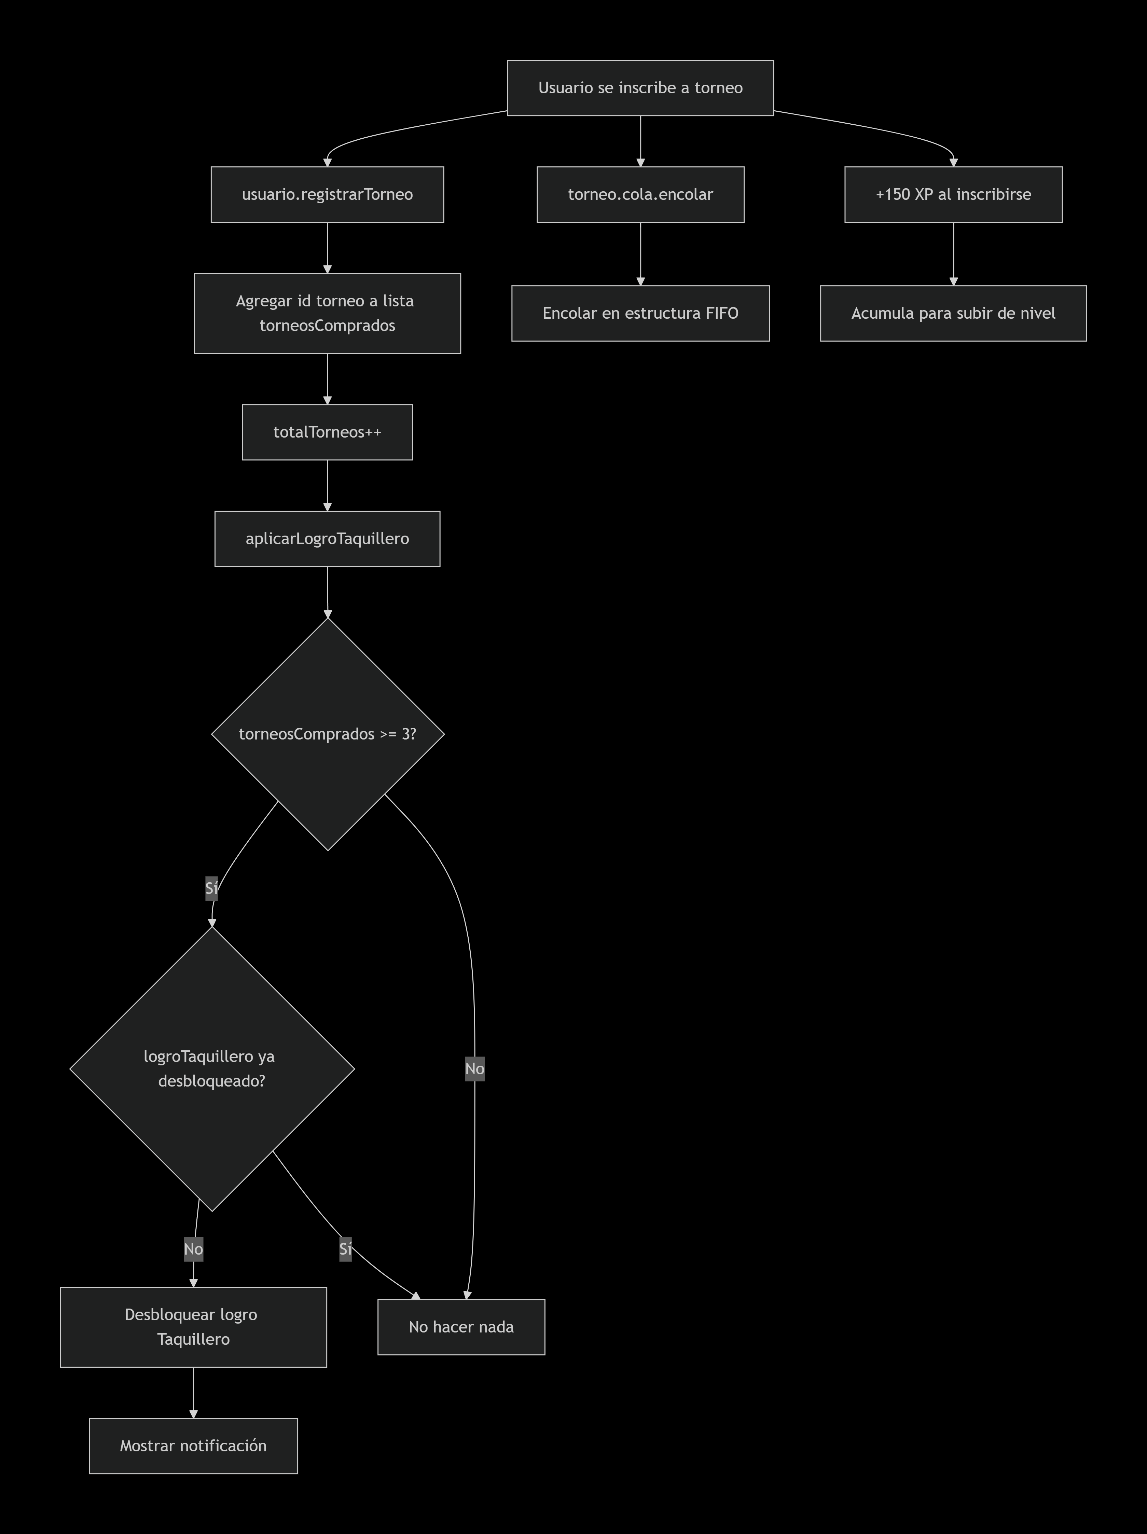 Usuario se inscribe a torneo
usuario.registrarTorneo
torneo.cola.encolar
+150 XP al inscribirse
Agregar id torneo a lista
torneosComprados
Encolar en estructura FIFO
Acumula para subir de nivel
totalTorneos++
aplicarLogroTaquillero
torneosComprados >= 3?
Sí
logroTaquillero ya
desbloqueado?
No
No
Sí
Desbloquear logro
Taquillero
No hacer nada
Mostrar notificación